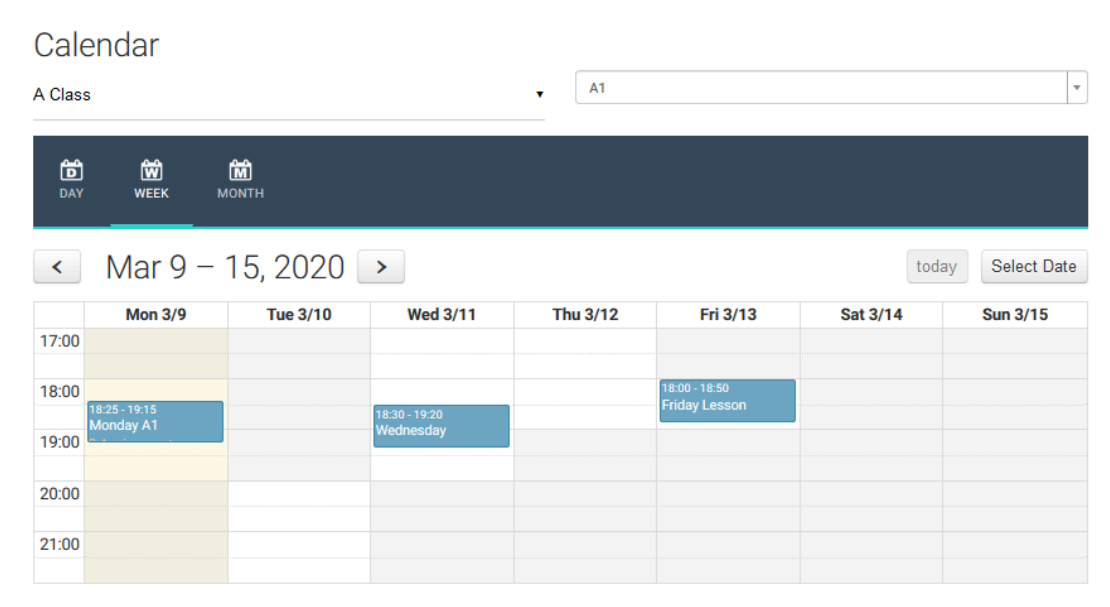 Calendar
A Class
A1
D W M
DAY WEEK MONTH
Mar 9 – 15, 2020
today Select Date
Mon 3/9 Tue 3/10 Wed 3/11 Thu 3/12 Fri 3/13 Sat 3/14 Sun 3/15
17:00
18:00
18:00 - 18:50
Friday Lesson
18:25 - 19:15
Monday A1
18:30 - 19:20
Wednesday
19:00
20:00
21:00